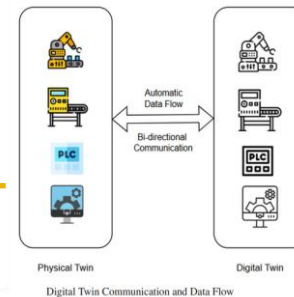 Automatic
Data Flow
Bi-directional
Communication
PLC
PLC
Physical Twin
Digital Twin
Digital Twin Communication and Data Flow